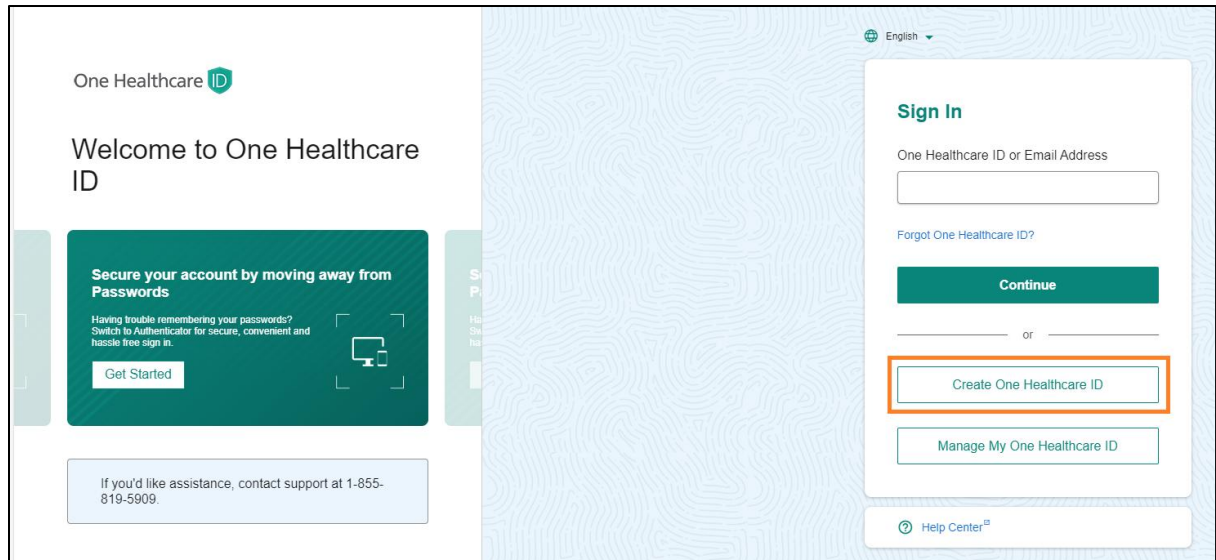 One Healthcare ID
Welcome to One Healthcare
ID
Secure your account by moving away from
Passwords
Having trouble remembering your passwords?
Switch to Authenticator for secure, convenient and
hassle free sign in.
Get Started
If you'd like assistance, contact support at 1-855-
819-5909.
English
Sign In
One Healthcare ID or Email Address
Forgot One Healthcare ID?
Continue
or
Create One Healthcare ID
Manage My One Healthcare ID
Help Center